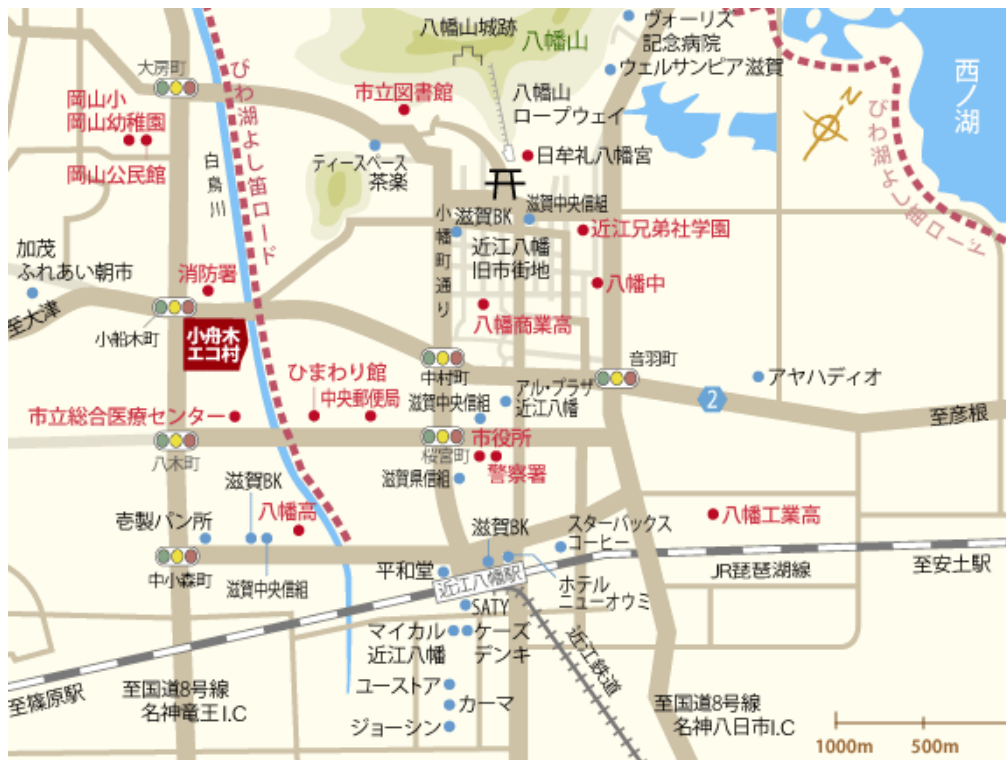 八幡山城跡
八幡山
ヴォーリズ
記念病院
ウェルサンピア滋賀
西ノ湖
大房町
びわ湖よし笛ロード
岡山小
岡山幼稚園
岡山公民館
市立図書館
八幡山
ロープウェイ
N
びわ湖よし笛ロード
白鳥川
ティースペース
茶楽
日牟礼八幡宮
小幡町通り
滋賀BK
滋賀中央信組
近江兄弟社学園
近江八幡
旧市街地
加茂
ふれあい朝市
消防署
八幡中
至大津
小船木町
小舟木
エコ村
八幡商業高
ひまわり館
中央郵便局
中村町
音羽町
アル・プラザ
近江八幡
アヤハディオ
2
滋賀中央信組
至彦根
市立総合医療センター
八木町
桜宮町
市役所
警察署
滋賀県信組
滋賀BK
壱製パン所
八幡高
滋賀BK
スターバックス
コーヒー
八幡工業高
中小森町
滋賀中央信組
平和堂
近江八幡駅
ホテル
ニューオウミ
JR琵琶湖線
至安土駅
SATY
マイカル
近江八幡
ケーズ
デンキ
近江鉄道
至篠原駅
至国道8号線
名神竜王I.C
ユーストア
カーマ
ジョーシン
至国道8号線
名神八日市I.C
1000m
500m